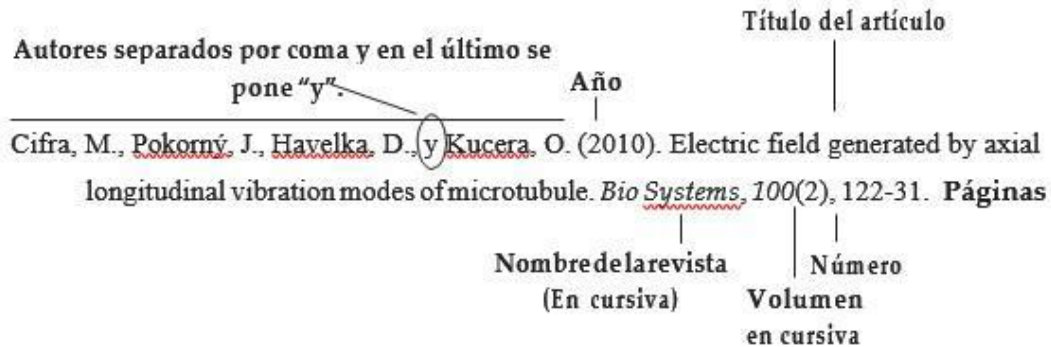 Título del artículo
Autores separados por coma y en el último se
pone “y”.
Año
Cifra, M., Pokorný, J., Havelka, D., y Kucera, O. (2010). Electric field generated by axial
longitudinal vibration modes of microtubule. Bio Systems, 100(2), 122-31. Páginas
Nombredelarevista
(En cursiva)
Número
Volumen
en cursiva